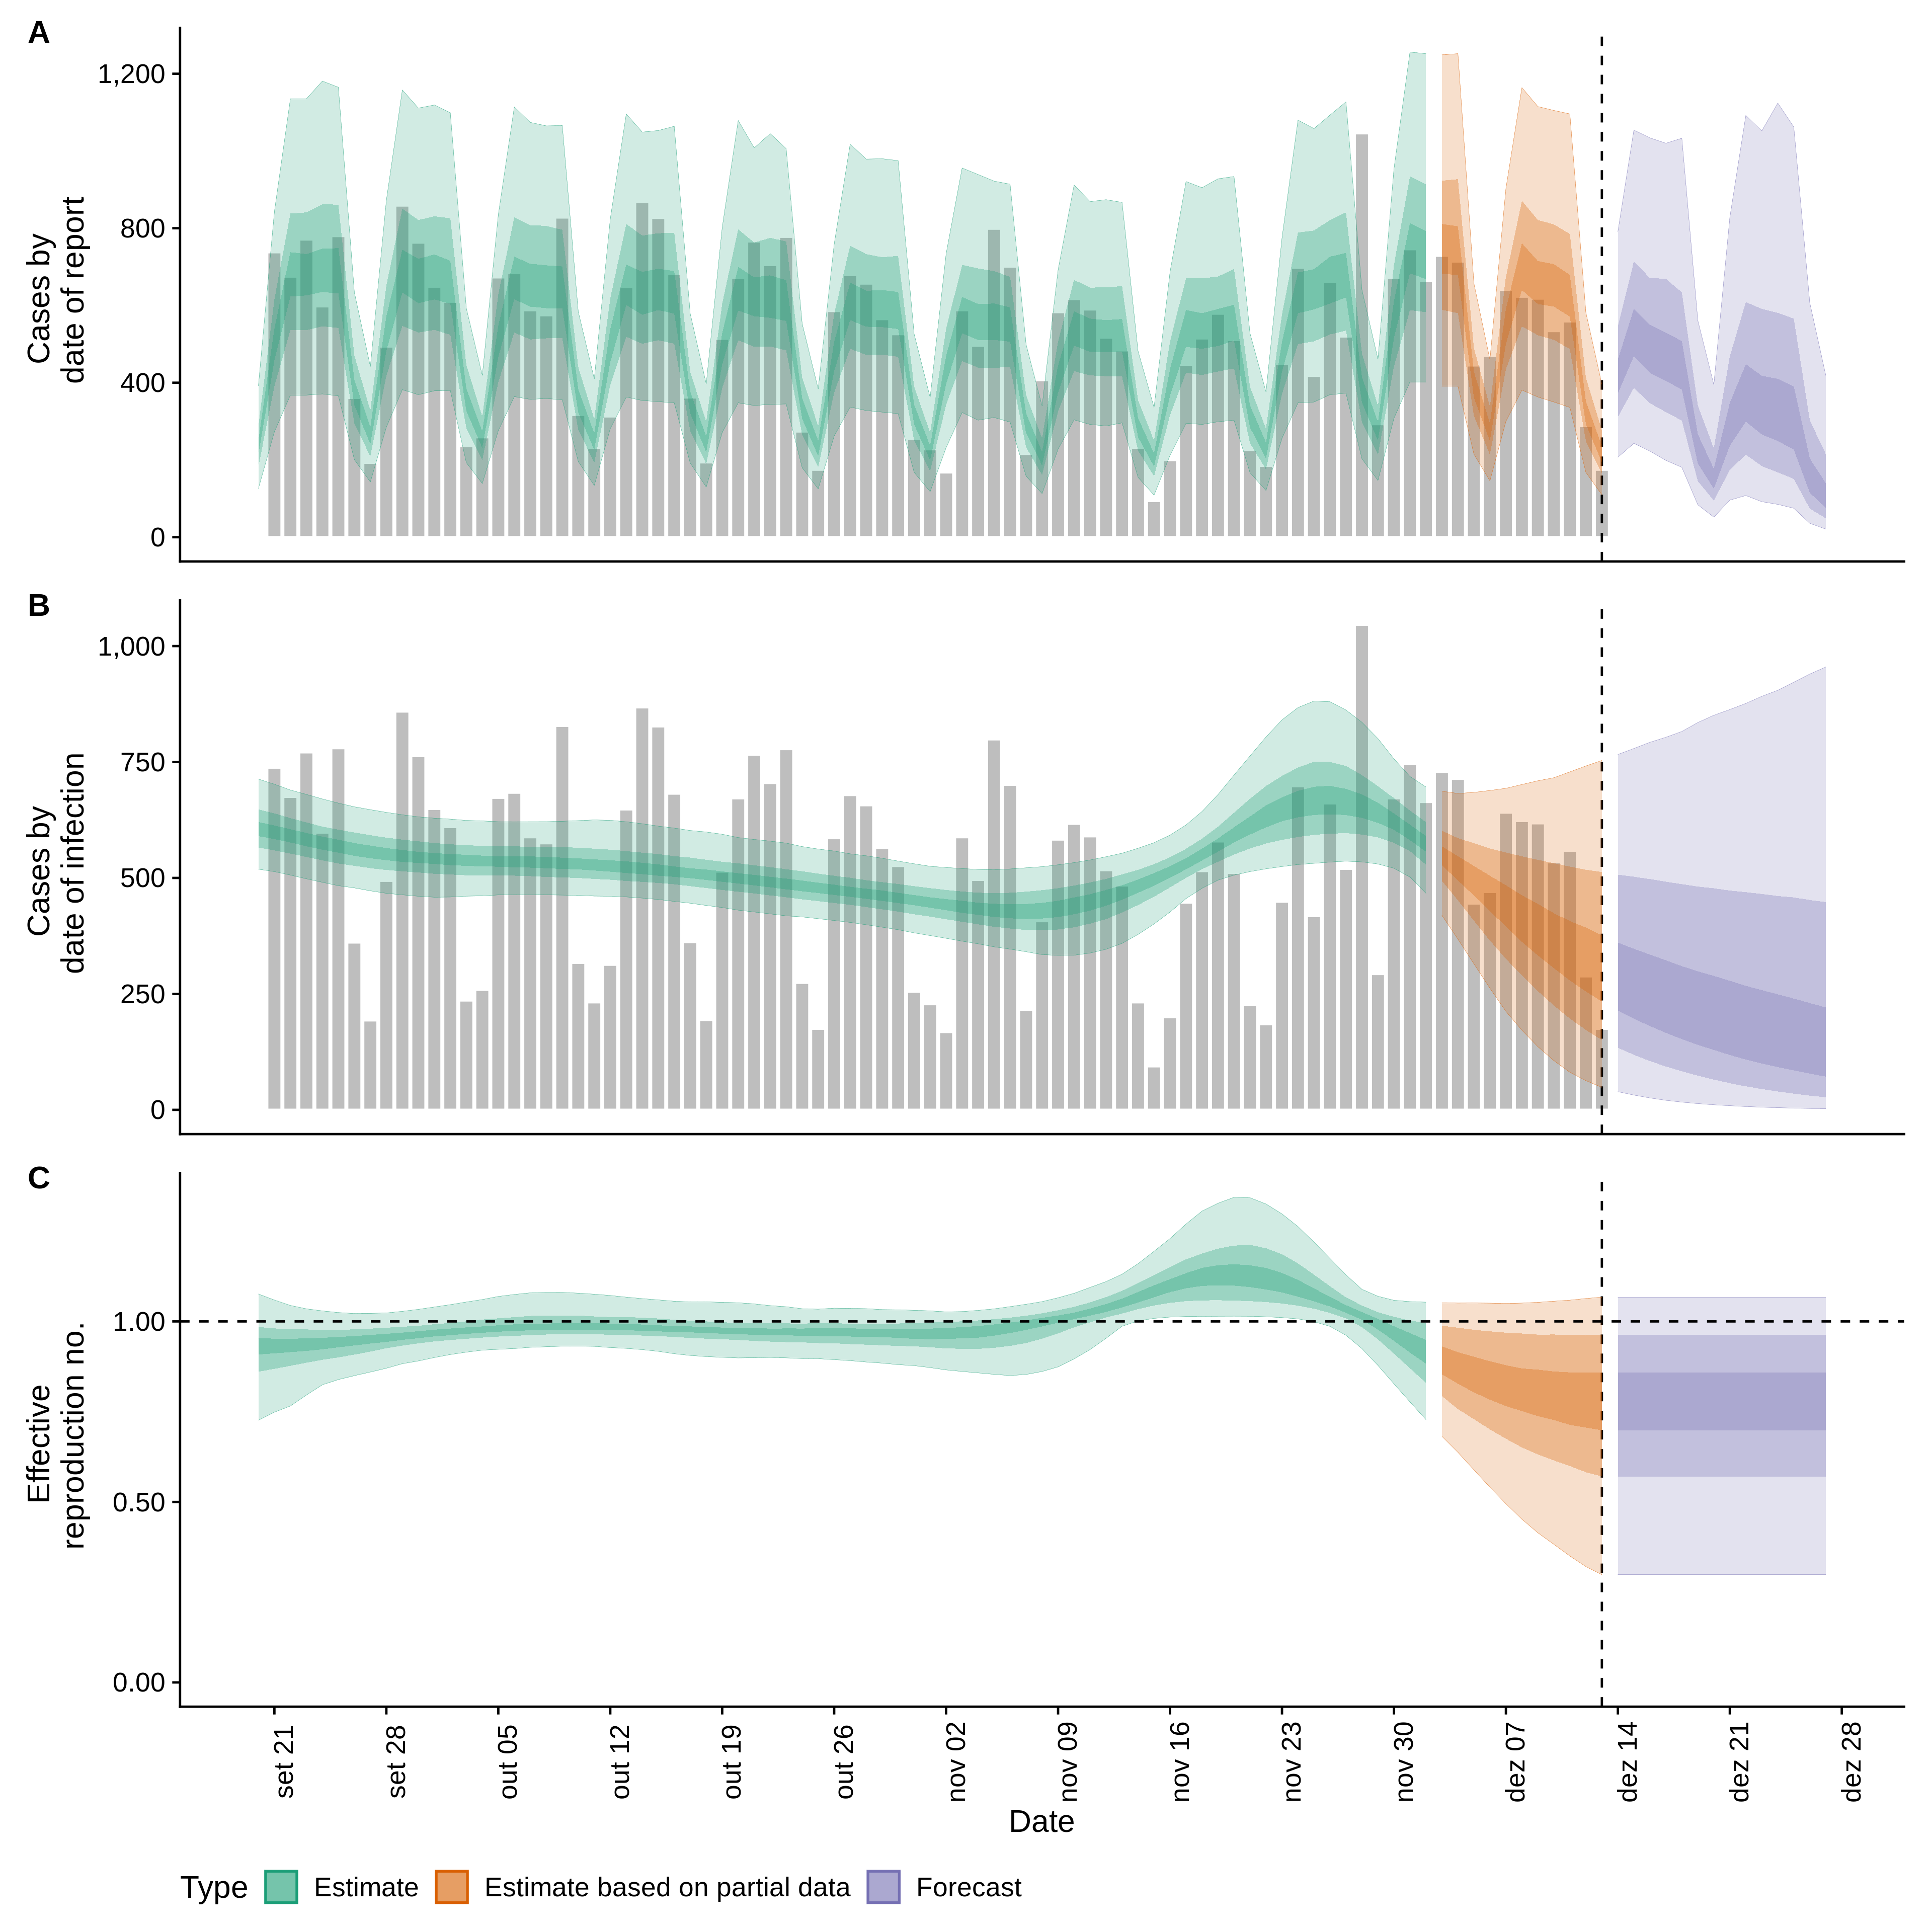 A
1,200
800
400
0
Cases by
date of report
B
1,000
750
500
250
0
Cases by
date of infection
C
1.00
0.50
0.00
Effective
reproduction no.
set 21
set 28
out 05
out 12
out 19
out 26
nov 02
nov 09
nov 16
nov 23
nov 30
dez 07
dez 14
dez 21
dez 28
Date
Type Estimate Estimate based on partial data Forecast